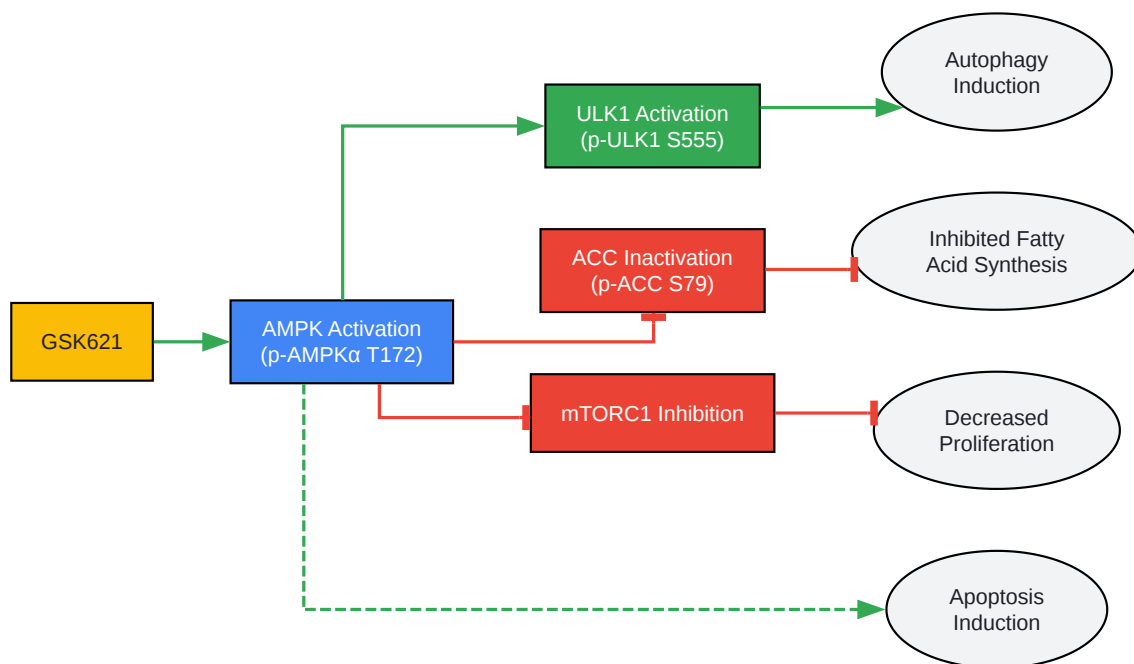 Autophagy
Induction
ULK1 Activation
(p-ULK1 S555)
Inhibited Fatty
Acid Synthesis
ACC Inactivation
(p-ACC S79)
GSK621
AMPK Activation
(p-AMPKα T172)
mTORC1 Inhibition
Decreased
Proliferation
Apoptosis
Induction